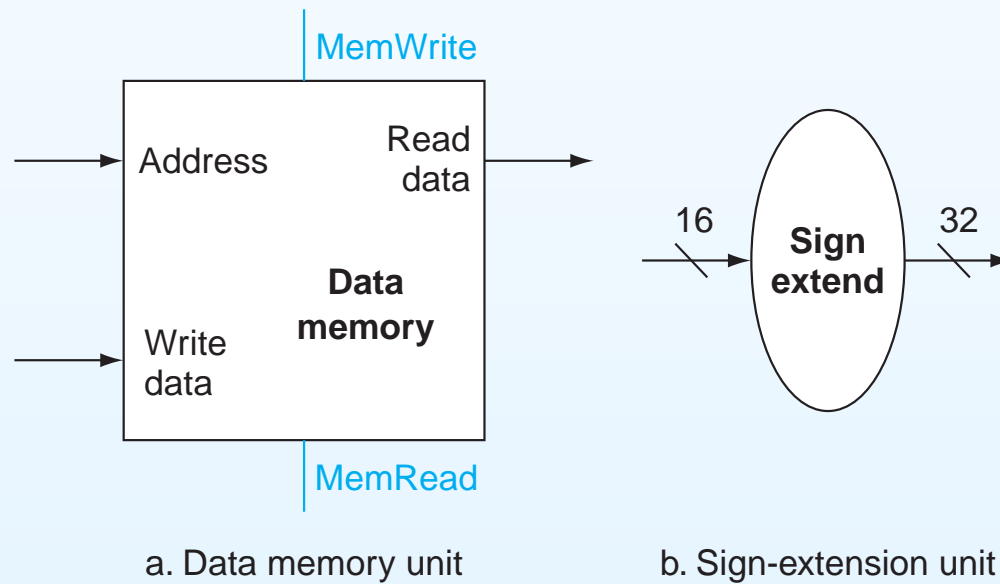 MemWrite
Address
Read
data
Data
memory
Write
data
MemRead
a. Data memory unit
16
Sign
extend
32
b. Sign-extension unit